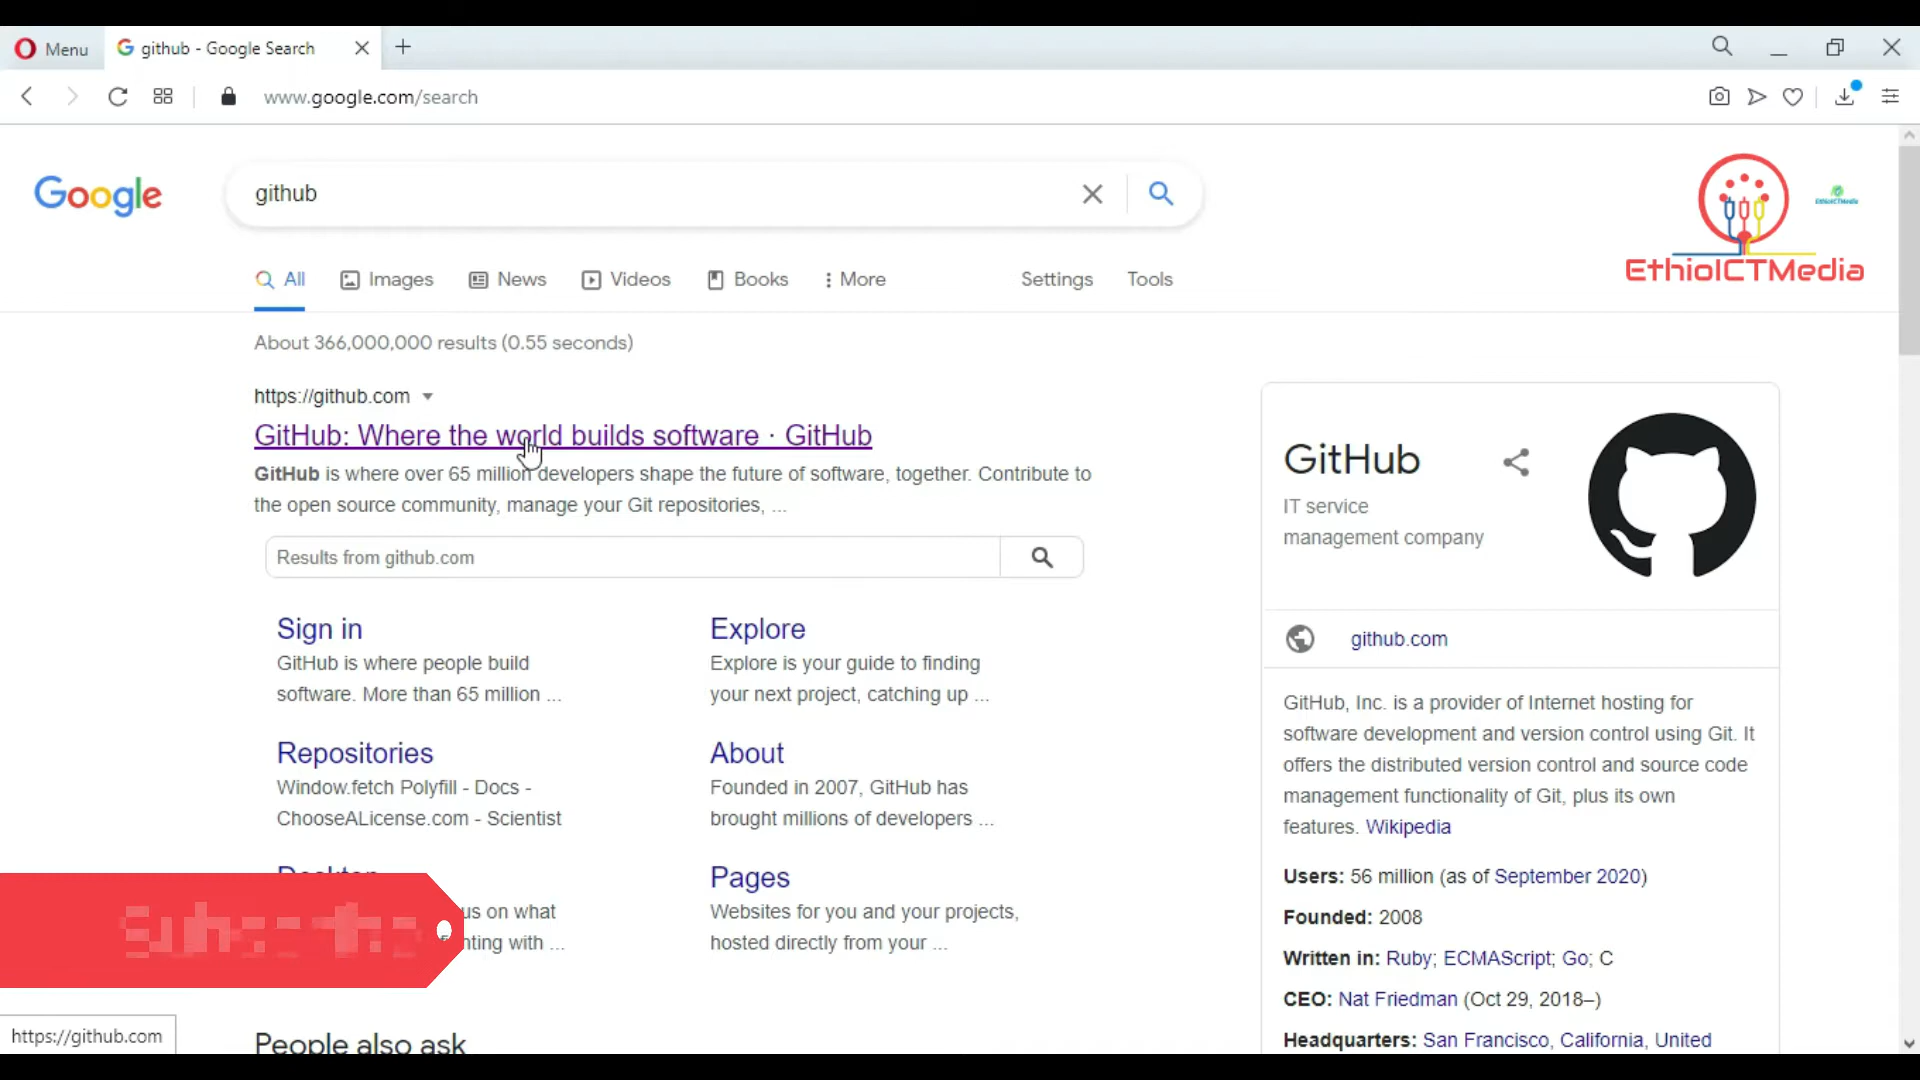 Menu
github - Google Search
www.google.com/search
Google
github
EthioICTMedia
EthioICTMedia
All
Images
News
Videos
Books
More
Settings
Tools
About 366,000,000 results (0.55 seconds)
https://github.com
GitHub: Where the world builds software · GitHub
GitHub is where over 65 million developers shape the future of software, together. Contribute to
the open source community, manage your Git repositories, ...
Results from github.com
Sign in
GitHub is where people build
software. More than 65 million ...
Explore
Explore is your guide to finding
your next project, catching up ...
Repositories
Window.fetch Polyfill - Docs -
ChooseALicense.com - Scientist
About
Founded in 2007, GitHub has
brought millions of developers ...
Desktop
us on what
ting with ...
Pages
Websites for you and your projects,
hosted directly from your ...
Subscribe
People also ask
https://github.com
GitHub
IT service
management company
github.com
GitHub, Inc. is a provider of Internet hosting for
software development and version control using Git. It
offers the distributed version control and source code
management functionality of Git, plus its own
features. Wikipedia
Users: 56 million (as of September 2020)
Founded: 2008
Written in: Ruby; ECMAScript; Go; C
CEO: Nat Friedman (Oct 29, 2018–)
Headquarters: San Francisco, California, United